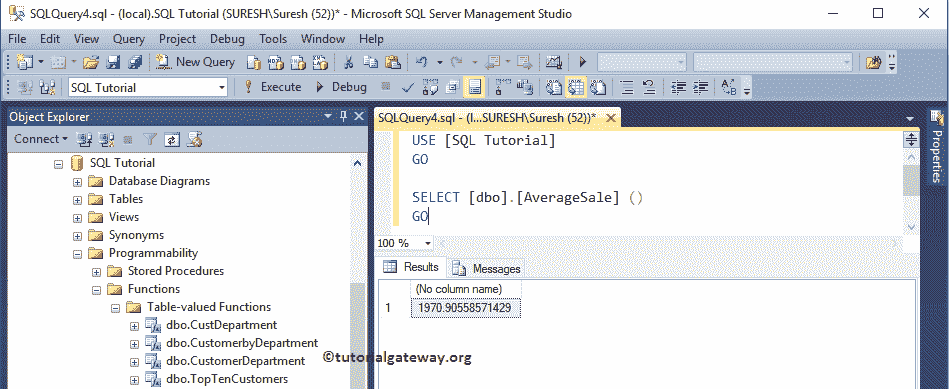 SQLQuery4.sql - (local).SQL Tutorial (SURESH\Suresh (52))* - Microsoft SQL Server Management Studio
File Edit View Query Project Debug Tools Window Help
New Query
SQL Tutorial Execute Debug
Object Explorer
Connect
SQL Tutorial
Database Diagrams
Tables
Views
Synonyms
Programmability
Stored Procedures
Functions
Table-valued Functions
dbo.CustDepartment
dbo.CustomerbyDepartment
dbo.CustomerDepartment
dbo.TopTenCustomers
SQLQuery4.sql - (l...SURESH\Suresh (52))*
USE [SQL Tutorial]
GO
SELECT [dbo].[AverageSale] ()
GO
100 %
Results Messages
(No column name)
1 1970.90558571429
©tutorialgateway.org
Properties